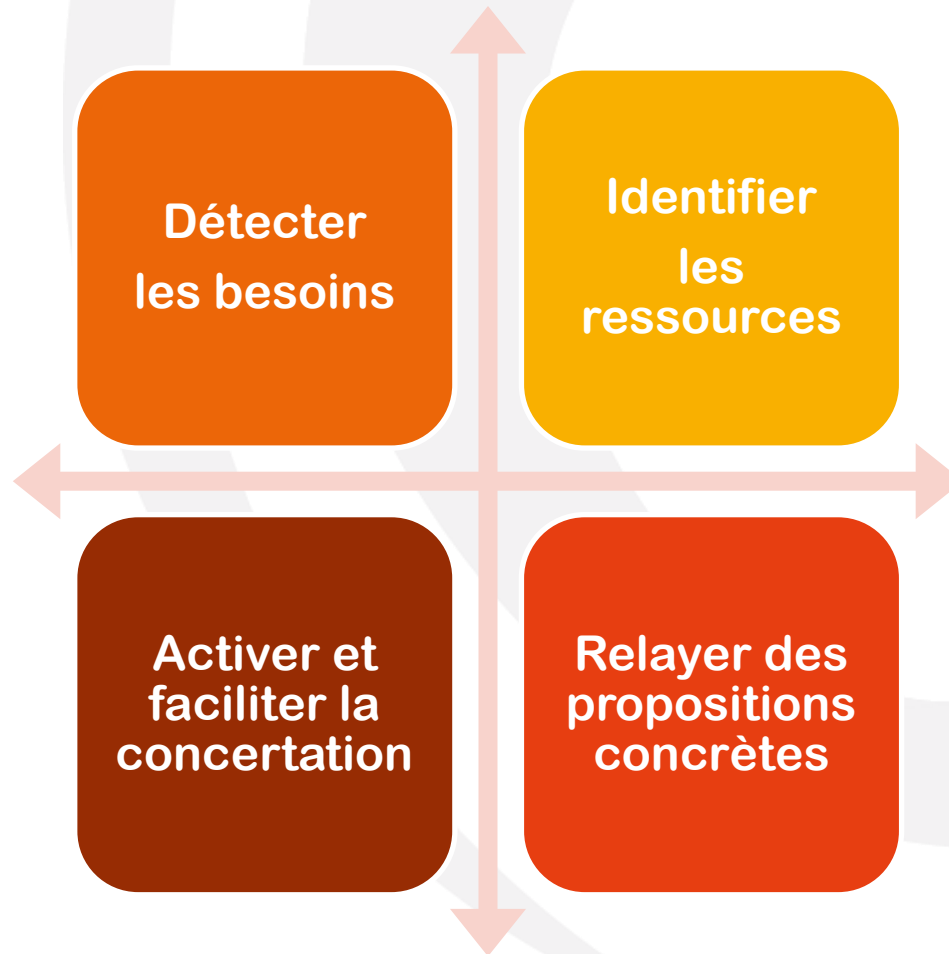 Détecter
les besoins
Identifier
les
ressources
Activer et
faciliter la
concertation
Relayer des
propositions
concrètes